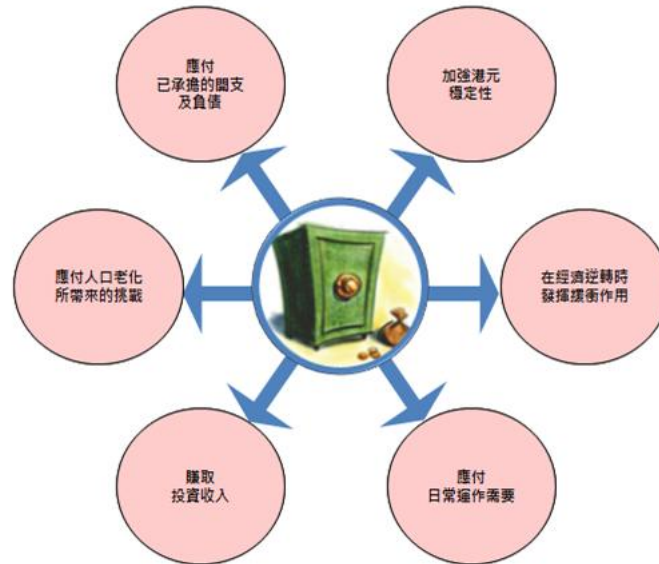 應付
已承擔的開支
及負債
加強港元
穩定性
應付人口老化
所帶來的挑戰
在經濟逆轉時
發揮緩衝作用
賺取
投資收入
應付
日常運作需要